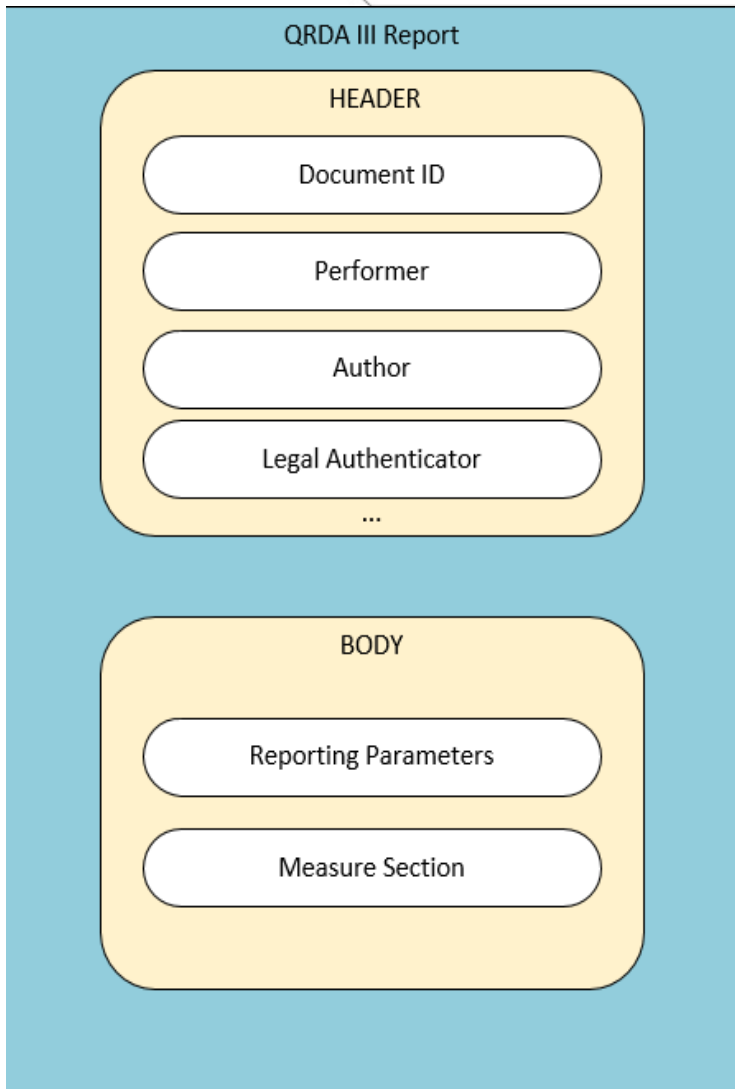 QRDA III Report
HEADER
Document ID
Performer
Author
Legal Authenticator
...
BODY
Reporting Parameters
Measure Section